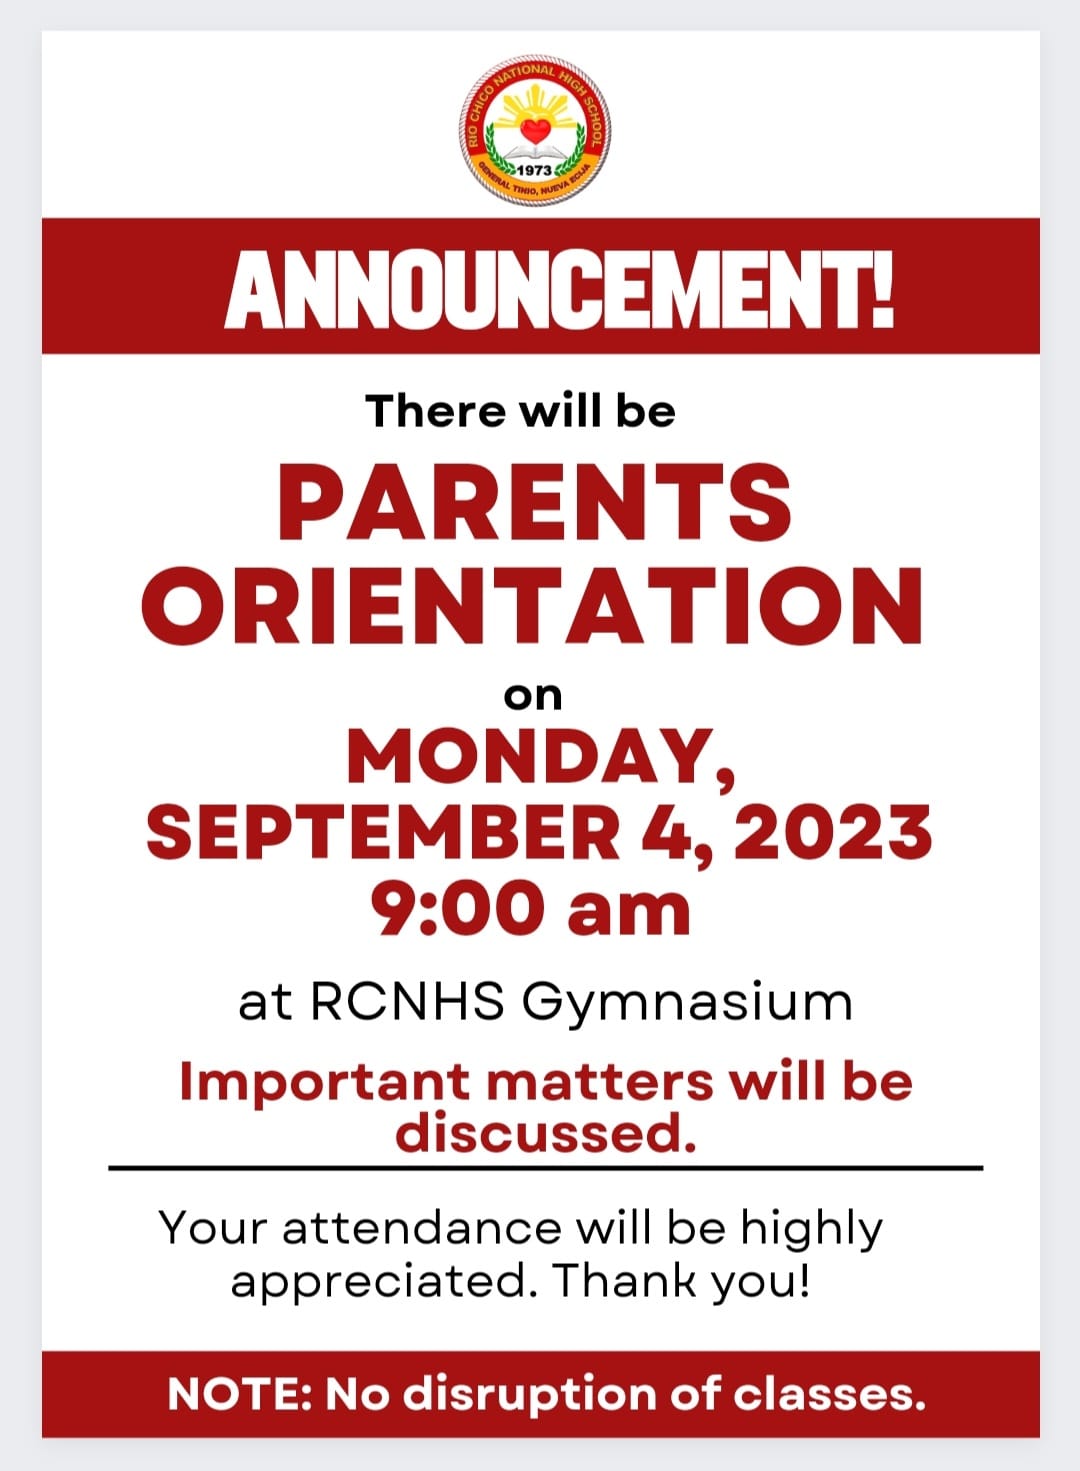 RIO CHICO NATIONAL HIGH SCHOOL
1973
GENERAL TINIO, NUEVA ECIJA
ANNOUNCEMENT!
There will be
PARENTS
ORIENTATION
on
MONDAY,
SEPTEMBER 4, 2023
9:00 am
at RCNHS Gymnasium
Important matters will be
discussed.
Your attendance will be highly
appreciated. Thank you!
NOTE: No disruption of classes.